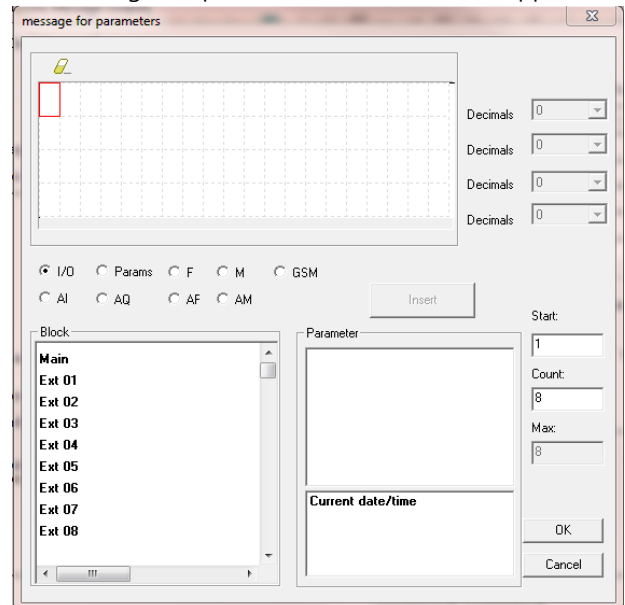 message for parameters
Decimals 0
Decimals 0
Decimals 0
Decimals 0
I/O Params F M GSM
AI AQ AF AM
Insert
Start:
1
Count:
8
Max:
8
Block
Main
Ext 01
Ext 02
Ext 03
Ext 04
Ext 05
Ext 06
Ext 07
Ext 08
Parameter
Current date/time
OK
Cancel